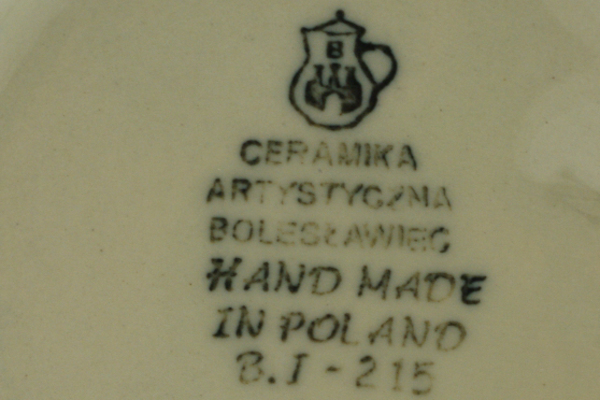 B
CERAMIKA
ARTYSTYCZNA
BOLESŁAWIEC
HAND MADE
IN POLAND
B.I - 215